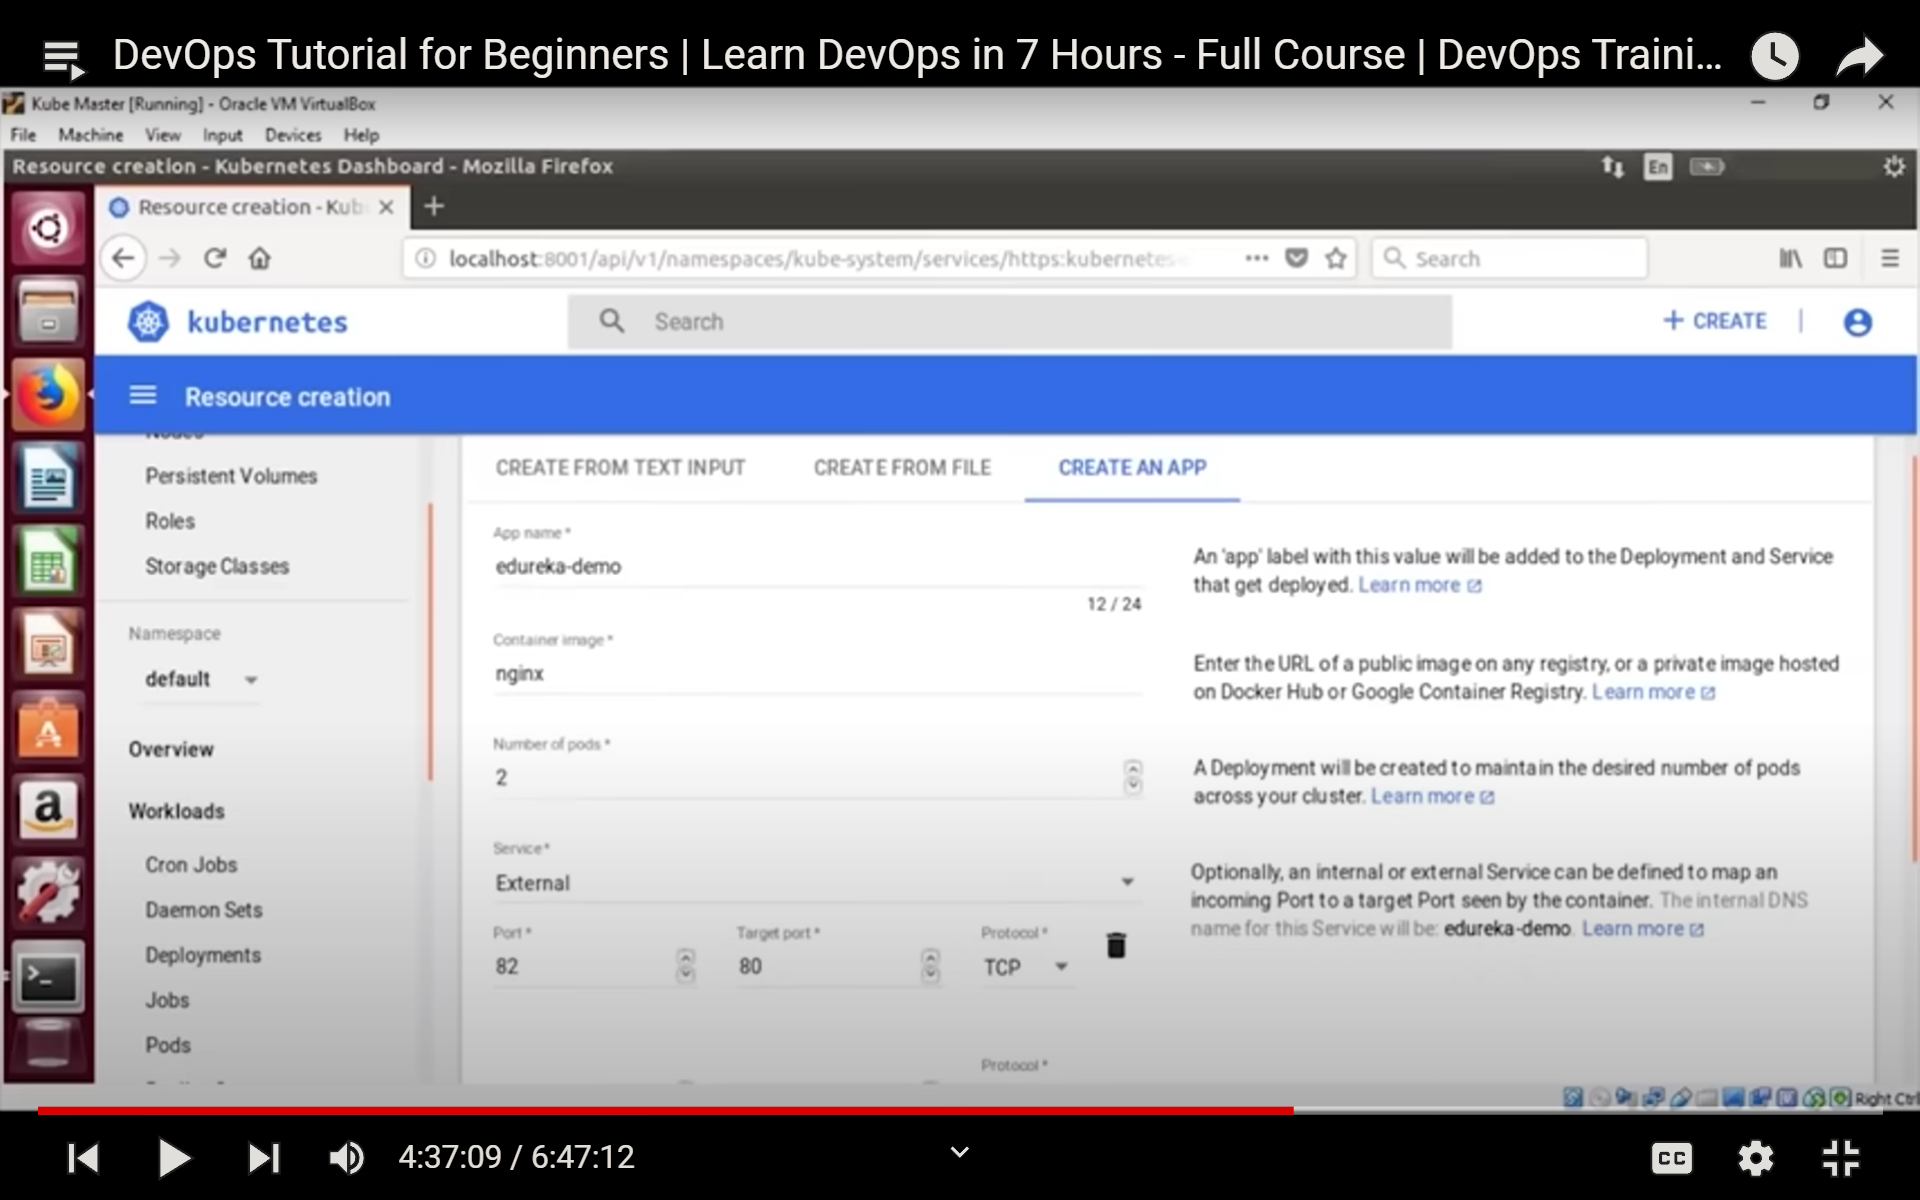 DevOps Tutorial for Beginners | Learn DevOps in 7 Hours - Full Course | DevOps Traini...
Kube Master [Running] - Oracle VM VirtualBox
File Machine View Input Devices Help
Resource creation - Kubernetes Dashboard - Mozilla Firefox
En
Resource creation - Kub
localhost:8001/api/v1/namespaces/kube-system/services/https:kubernetes-
Search
kubernetes
Search
CREATE
Resource creation
Nodes
Persistent Volumes
Roles
Storage Classes
Namespace
default
Overview
Workloads
Cron Jobs
Daemon Sets
Deployments
Jobs
Pods
CREATE FROM TEXT INPUT
CREATE FROM FILE
CREATE AN APP
App name *
edureka-demo
12 / 24
An 'app' label with this value will be added to the Deployment and Service
that get deployed. Learn more
Container image *
nginx
Enter the URL of a public image on any registry, or a private image hosted
on Docker Hub or Google Container Registry. Learn more
Number of pods *
2
A Deployment will be created to maintain the desired number of pods
across your cluster. Learn more
Service *
External
Optionally, an internal or external Service can be defined to map an
incoming Port to a target Port seen by the container. The internal DNS
name for this Service will be: edureka-demo. Learn more
Port * Target port * Protocol *
82 80 TCP
Protocol *
Right Ctrl
4:37:09 / 6:47:12
CC